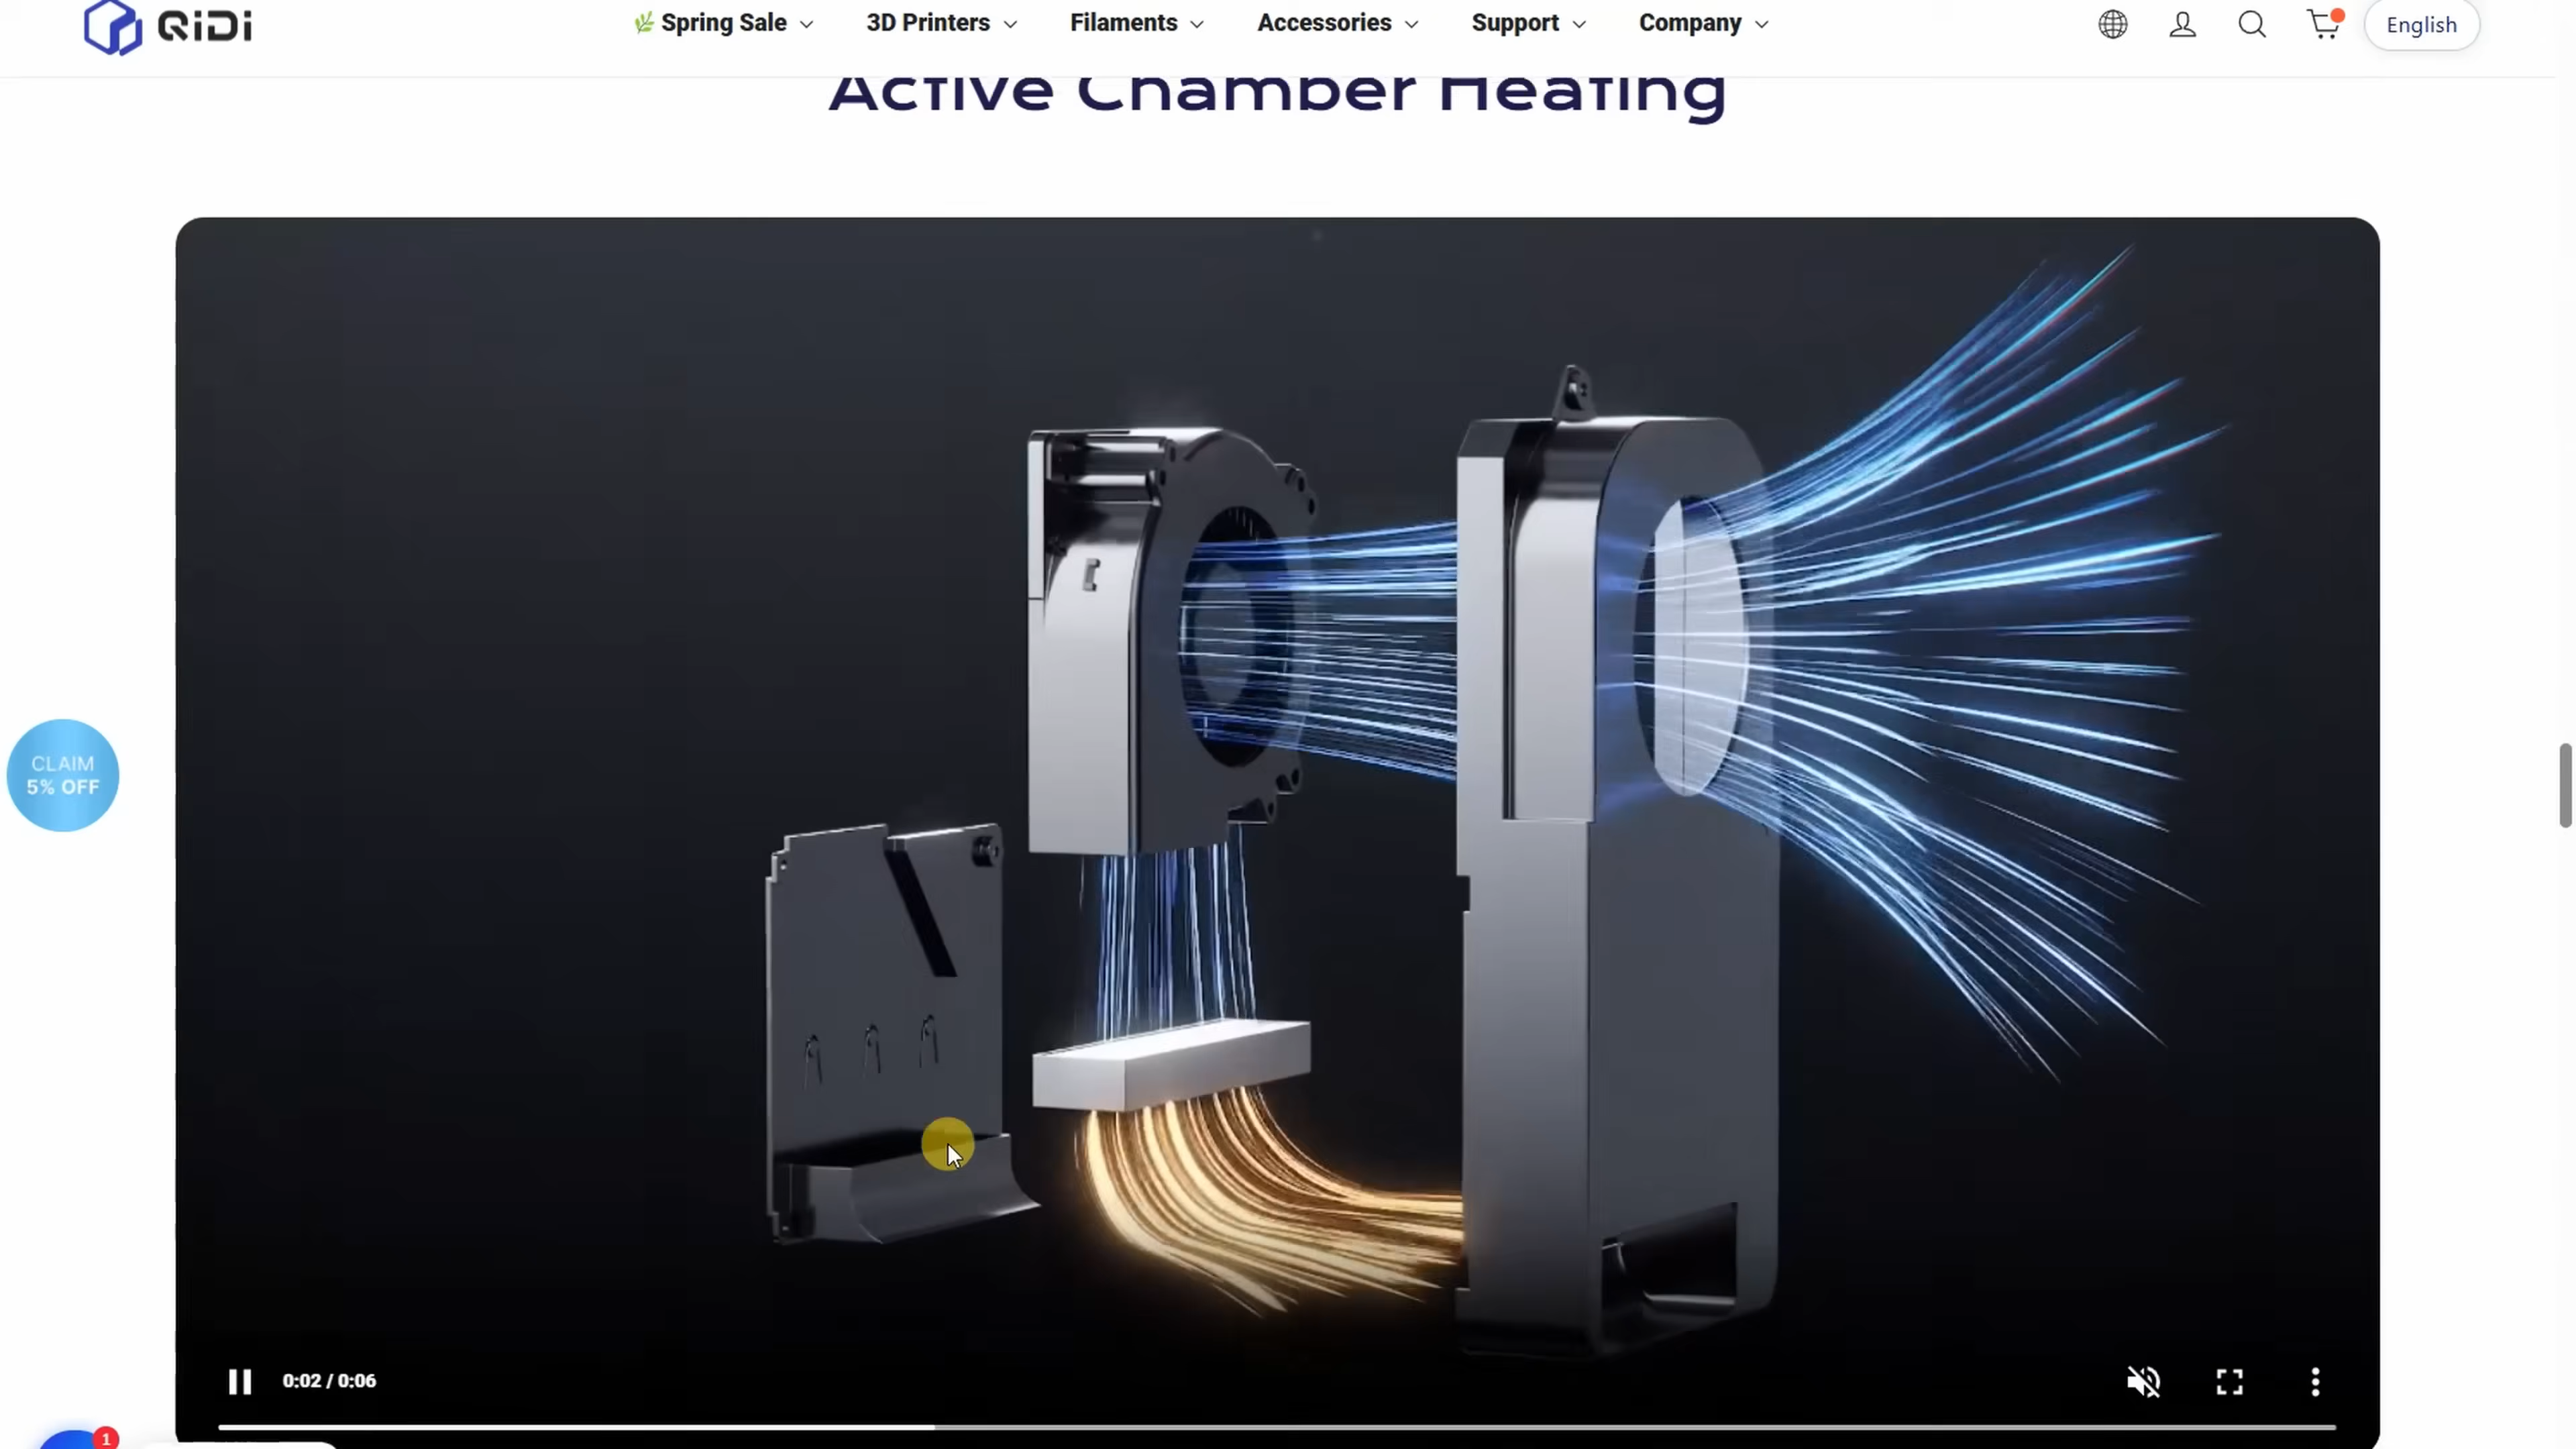 QIDI
Spring Sale
3D Printers
Filaments
Accessories
Support
Company
English
Active Chamber Heating
CLAIM
5% OFF
0:02 / 0:06
1